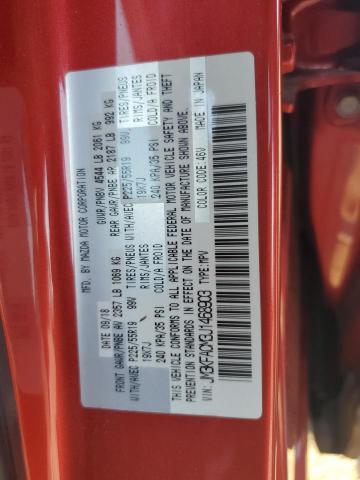 MFD. BY MAZDA MOTOR CORPORATION
DATE 09/18 GVWR/PNBV 4544 LB 2061 KG
FRONT GAWR/PNBE AV 2357 LB 1069 KG REAR GAWR/PNBE AR 2187 LB 992 KG
WITH/AVEC P225/55R19 99V TIRES/PNEUS WITH/AVEC P225/55R19 99V TIRES/PNEUS
19X7J RIMS/JANTES 19X7J RIMS/JANTES
240 KPA/35 PSI COLD/A FROID 240 KPA/35 PSI COLD/A FROID
THIS VEHICLE CONFORMS TO ALL APPLICABLE FEDERAL MOTOR VEHICLE SAFETY AND THEFT
PREVENTION STANDARDS IN EFFECT ON THE DATE OF MANUFACTURE SHOWN ABOVE.
VIN: JM3KFACM3J1468903 TYPE:MPV COLOR CODE:46V MADE IN JAPAN